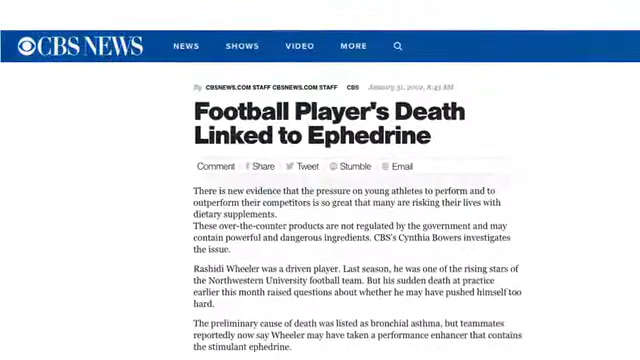 CBS NEWS NEWS SHOWS VIDEO MORE
By CBSNEWS.COM STAFF CBSNEWS.COM STAFF CBS January 31, 2002, 8:43 AM
Football Player's Death
Linked to Ephedrine
Comment f Share Tweet Stumble @ Email
There is new evidence that the pressure on young athletes to perform and to
outperform their competitors is so great that many are risking their lives with
dietary supplements.
These over-the-counter products are not regulated by the government and may
contain powerful and dangerous ingredients. CBS's Cynthia Bowers investigates
the issue.
Rashidi Wheeler was a driven player. Last season, he was one of the rising stars of
the Northwestern University football team. But his sudden death at practice
earlier this month raised questions about whether he may have pushed himself too
hard.
The preliminary cause of death was listed as bronchial asthma, but teammates
reportedly now say Wheeler may have taken a performance enhancer that contains
the stimulant ephedrine.